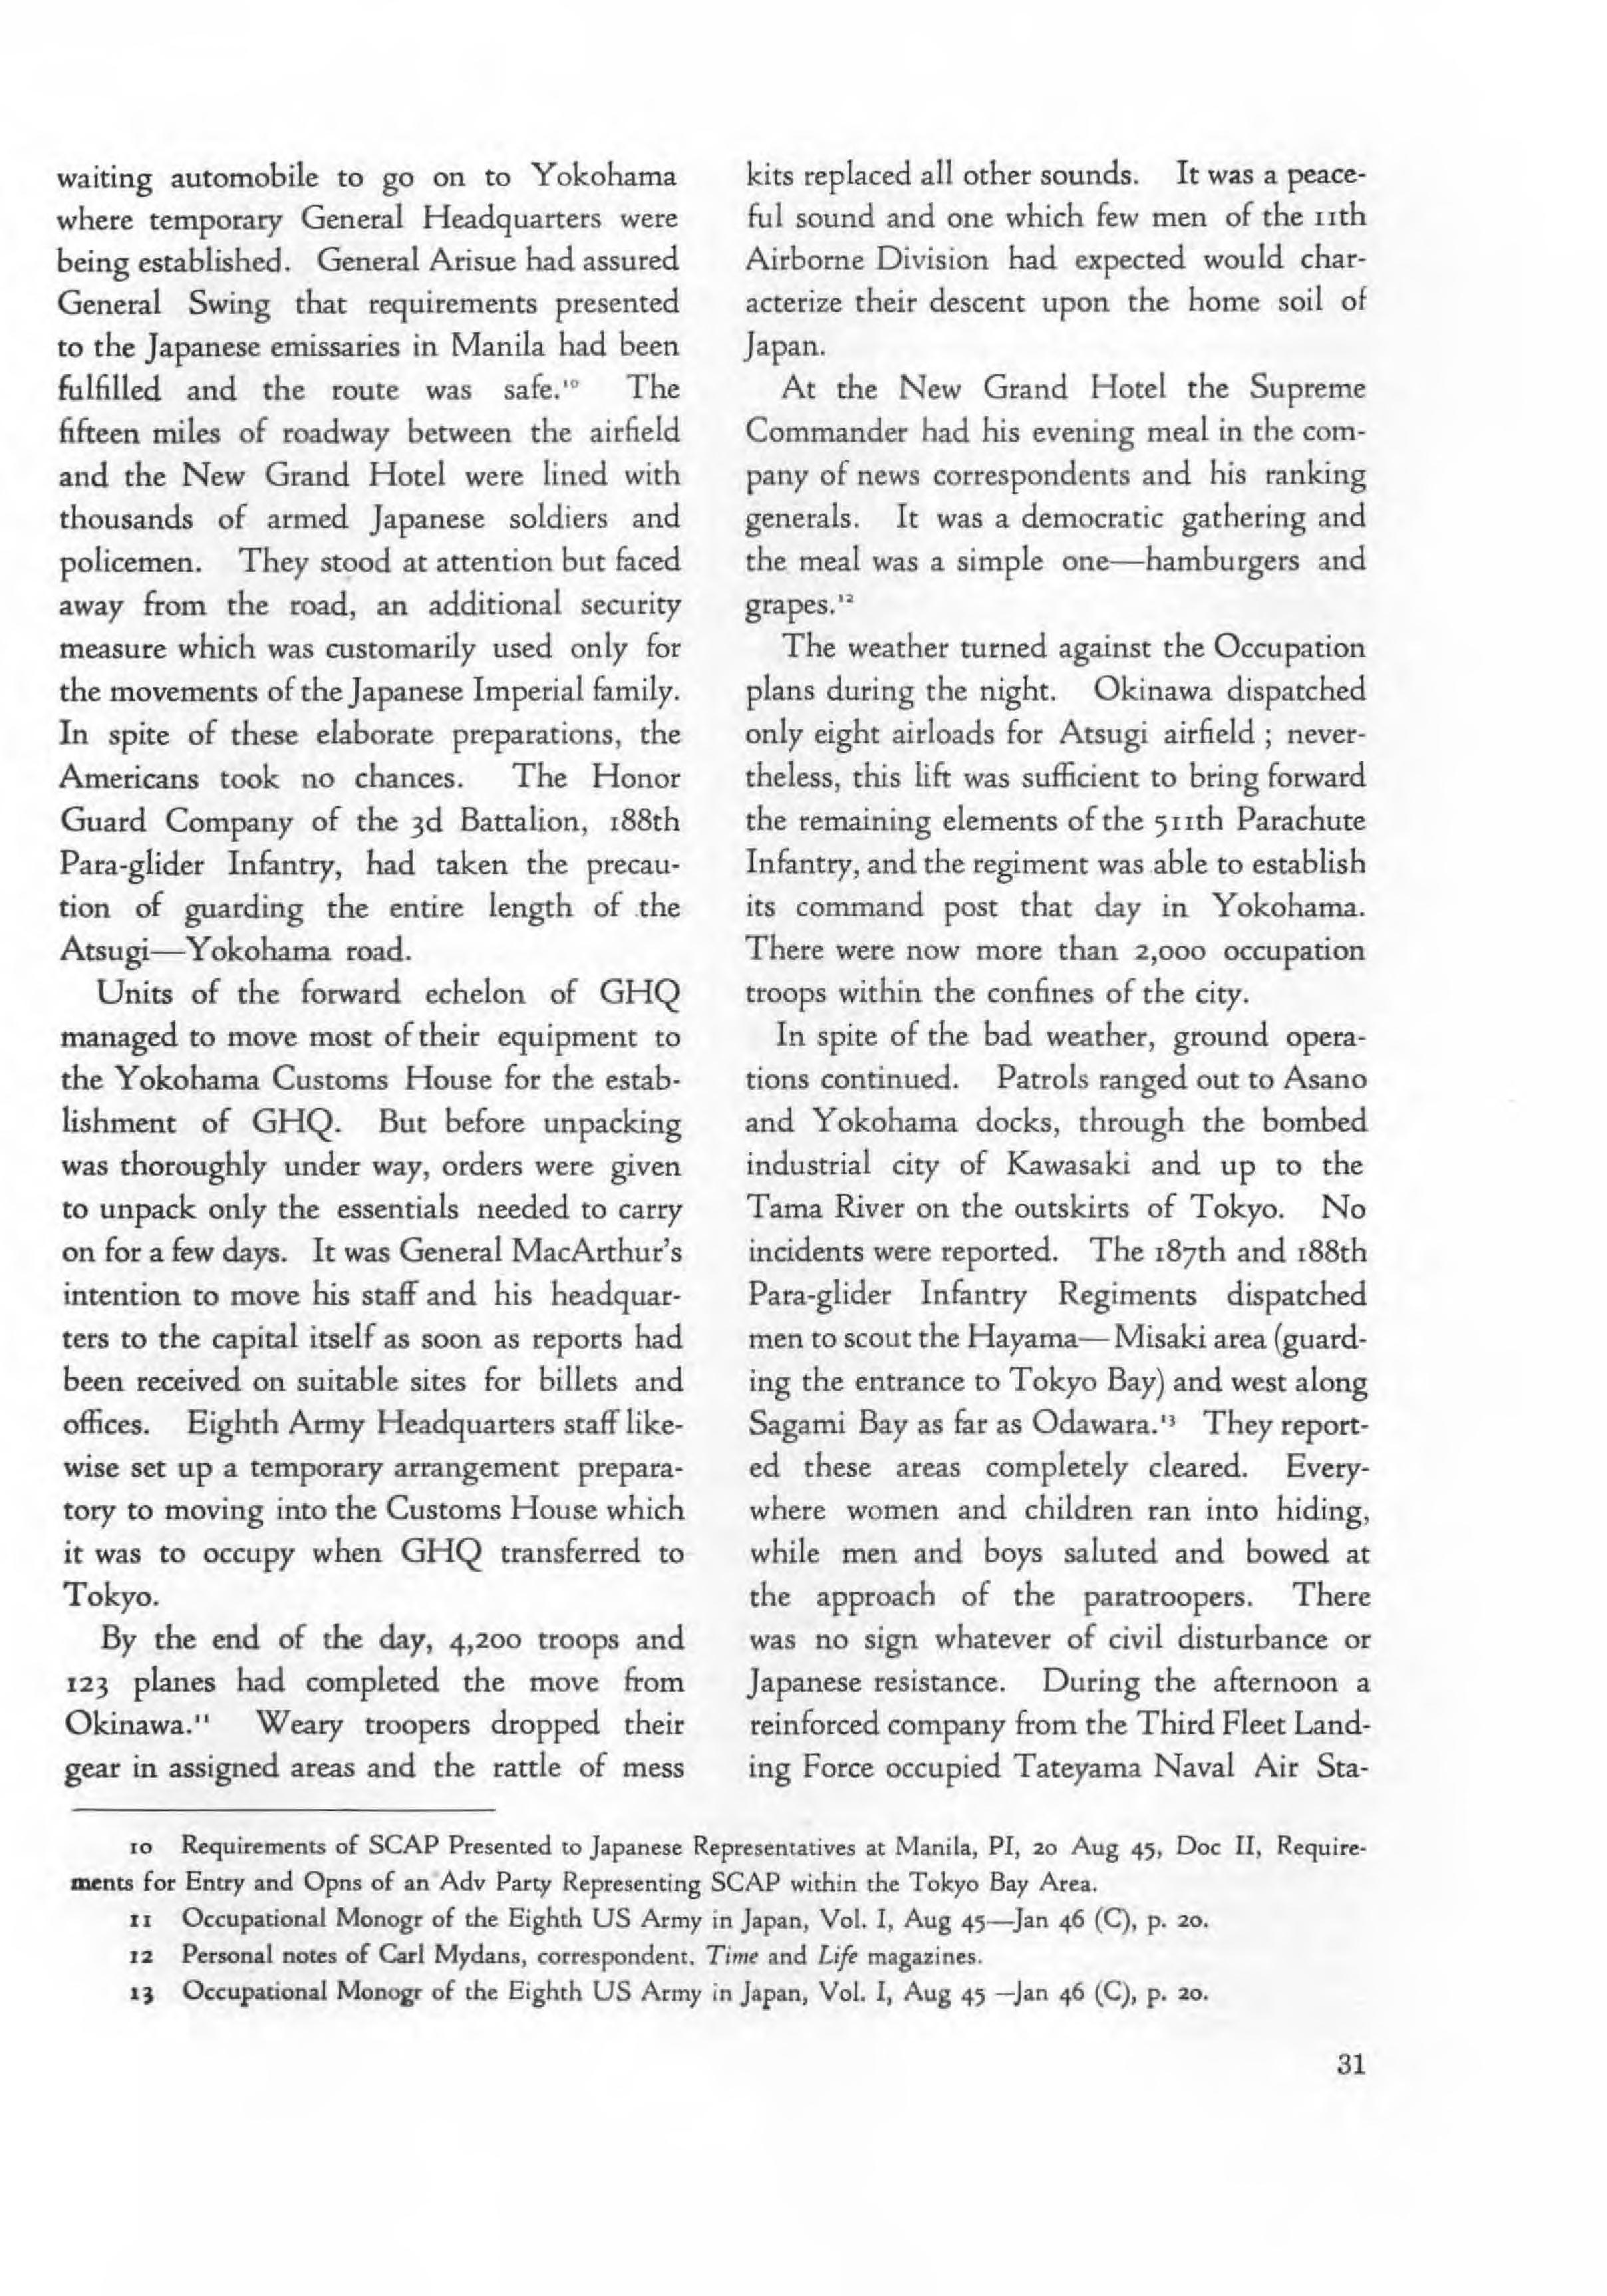 waiting automobile to go on to Yokohama
where temporary General Headquarters were
being established. General Arisue had assured
General Swing that requirements presented
to the Japanese emissaries in Manila had been
fulfilled and the route was safe.¹⁰ The
fifteen miles of roadway between the airfield
and the New Grand Hotel were lined with
thousands of armed Japanese soldiers and
policemen. They stood at attention but faced
away from the road, an additional security
measure which was customarily used only for
the movements of the Japanese Imperial family.
In spite of these elaborate preparations, the
Americans took no chances. The Honor
Guard Company of the 3d Battalion, 188th
Para-glider Infantry, had taken the precau-
tion of guarding the entire length of the
Atsugi—Yokohama road.
Units of the forward echelon of GHQ
managed to move most of their equipment to
the Yokohama Customs House for the estab-
lishment of GHQ. But before unpacking
was thoroughly under way, orders were given
to unpack only the essentials needed to carry
on for a few days. It was General MacArthur's
intention to move his staff and his headquar-
ters to the capital itself as soon as reports had
been received on suitable sites for billets and
offices. Eighth Army Headquarters staff like-
wise set up a temporary arrangement prepara-
tory to moving into the Customs House which
it was to occupy when GHQ transferred to
Tokyo.
By the end of the day, 4,200 troops and
123 planes had completed the move from
Okinawa.¹¹ Weary troopers dropped their
gear in assigned areas and the rattle of mess
kits replaced all other sounds. It was a peace-
ful sound and one which few men of the 11th
Airborne Division had expected would char-
acterize their descent upon the home soil of
Japan.
At the New Grand Hotel the Supreme
Commander had his evening meal in the com-
pany of news correspondents and his ranking
generals. It was a democratic gathering and
the meal was a simple one—hamburgers and
grapes.¹²
The weather turned against the Occupation
plans during the night. Okinawa dispatched
only eight airloads for Atsugi airfield ; never-
theless, this lift was sufficient to bring forward
the remaining elements of the 511th Parachute
Infantry, and the regiment was able to establish
its command post that day in Yokohama.
There were now more than 2,000 occupation
troops within the confines of the city.
In spite of the bad weather, ground opera-
tions continued. Patrols ranged out to Asano
and Yokohama docks, through the bombed
industrial city of Kawasaki and up to the
Tama River on the outskirts of Tokyo. No
incidents were reported. The 187th and 188th
Para-glider Infantry Regiments dispatched
men to scout the Hayama—Misaki area (guard-
ing the entrance to Tokyo Bay) and west along
Sagami Bay as far as Odawara.¹³ They report-
ed these areas completely cleared. Every-
where women and children ran into hiding,
while men and boys saluted and bowed at
the approach of the paratroopers. There
was no sign whatever of civil disturbance or
Japanese resistance. During the afternoon a
reinforced company from the Third Fleet Land-
ing Force occupied Tateyama Naval Air Sta-
10 Requirements of SCAP Presented to Japanese Representatives at Manila, PI, 20 Aug 45, Doc II, Require-
ments for Entry and Opns of an Adv Party Representing SCAP within the Tokyo Bay Area.
11 Occupational Monogr of the Eighth US Army in Japan, Vol. I, Aug 45—Jan 46 (C), p. 20.
12 Personal notes of Carl Mydans, correspondent. Time and Life magazines.
13 Occupational Monogr of the Eighth US Army in Japan, Vol. I, Aug 45 —Jan 46 (C), p. 20.
31